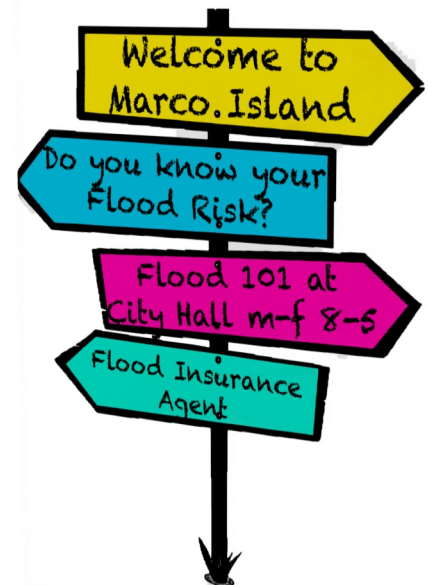 Welcome to
Marco.Island
Do you know your
Flood Risk?
Flood 101 at
City Hall m-f 8-5
Flood Insurance
Agent